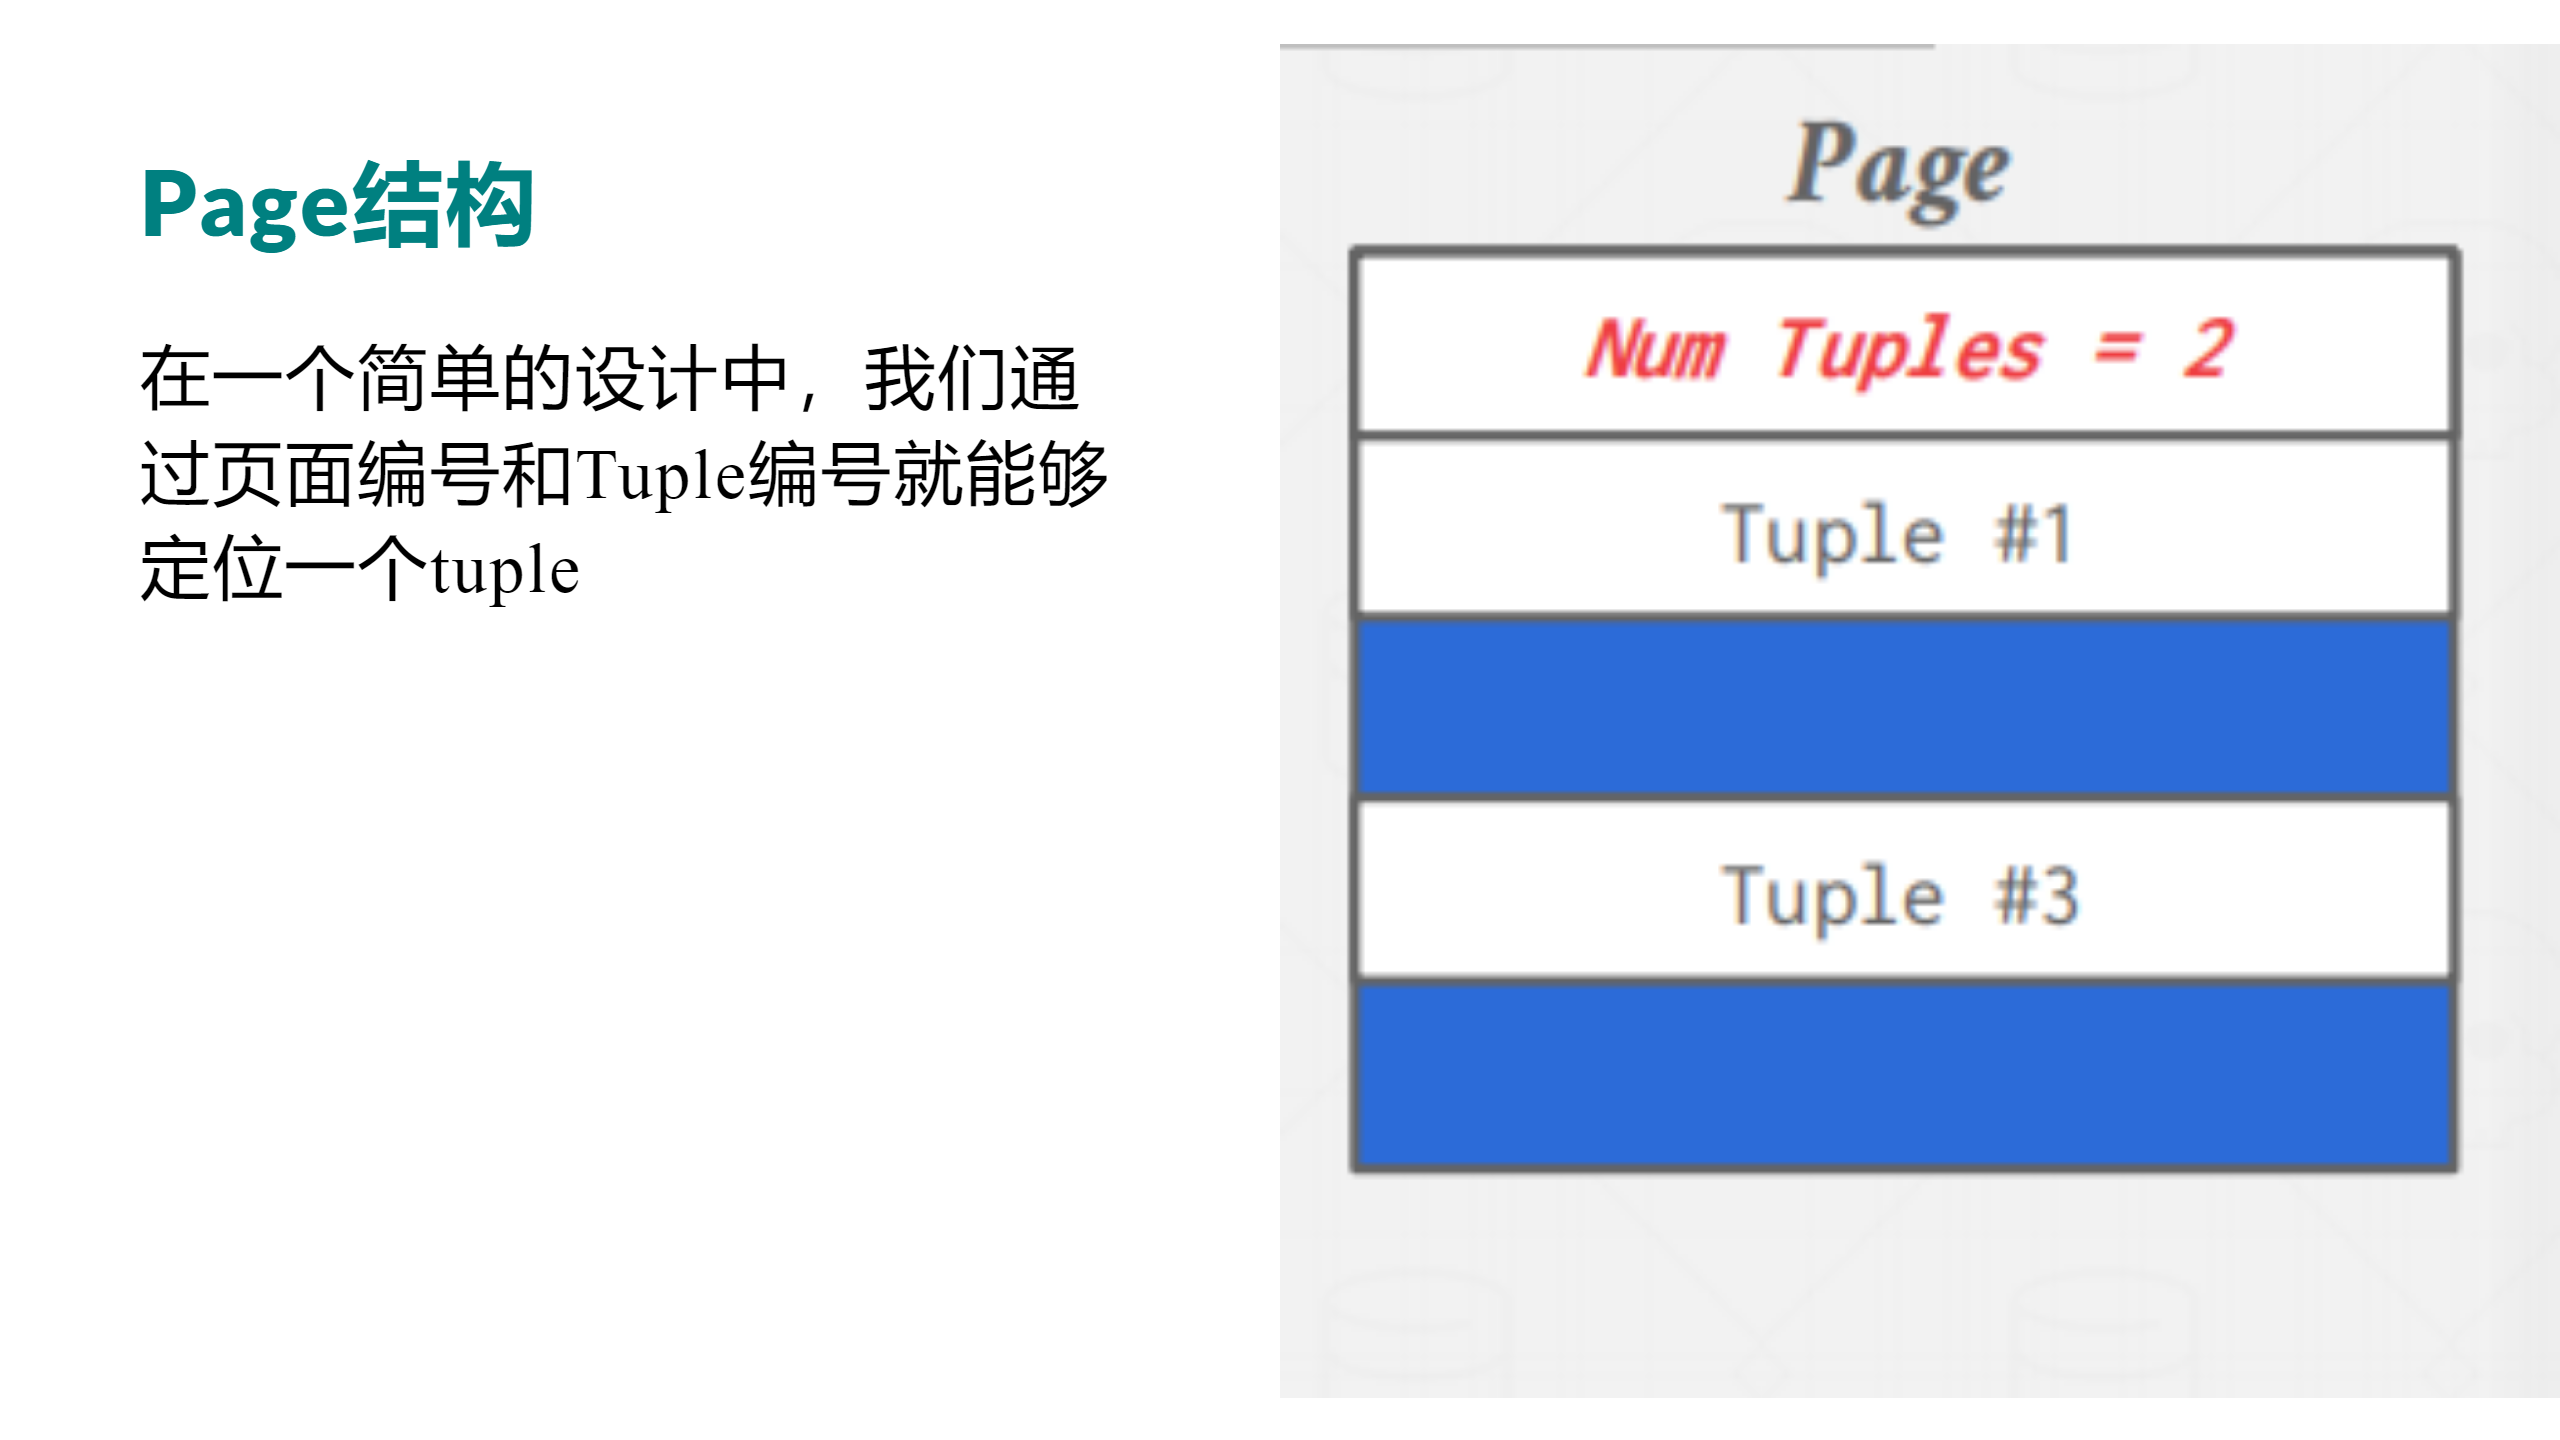 Page结构
在一个简单的设计中，我们通
过页面编号和Tuple编号就能够
定位一个tuple
Page
Num Tuples = 2
Tuple #1
Tuple #3